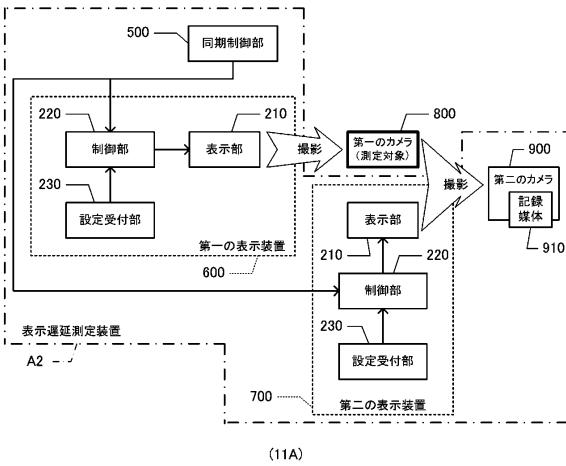 500
同期制御部
220
210
800
制御部
表示部
撮影
第一のカメラ
(測定対象)
900
第二のカメラ
記録
媒体
910
撮影
230
設定受付部
表示部
210
220
第一の表示装置
600
制御部
230
設定受付部
表示遅延測定装置
A2
700
第二の表示装置
(11A)